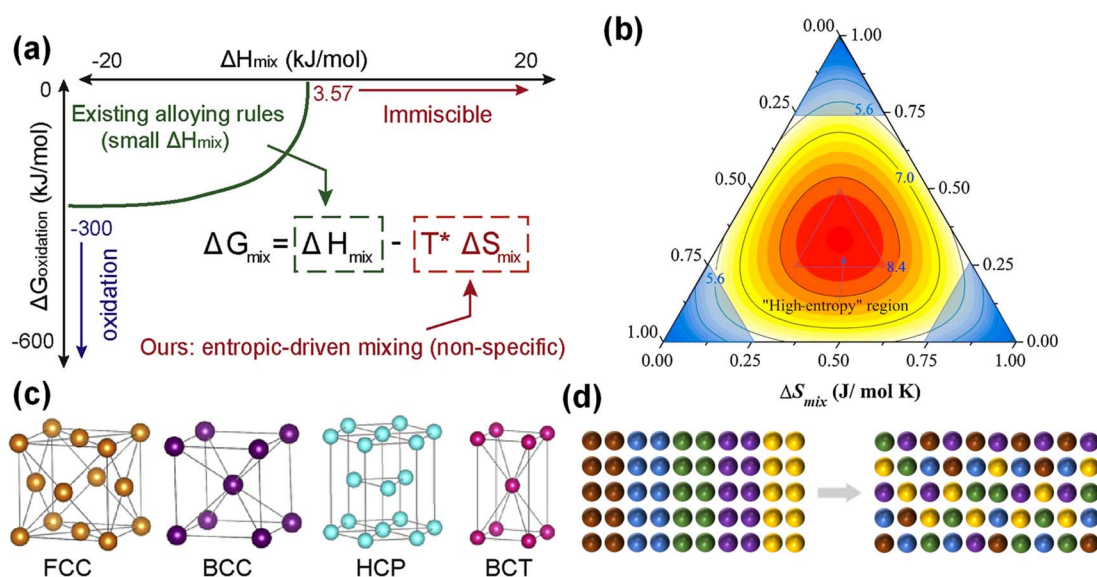 (a)
ΔHmix (kJ/mol)
-20
20
0
3.57
Immiscible
Existing alloying rules
(small ΔHmix)
ΔGoxidation (kJ/mol)
-300
oxidation
-600
ΔGmix= ΔHmix - T* ΔSmix
Ours: entropic-driven mixing (non-specific)
(b)
0.00
1.00
0.25
5.6
0.75
0.50
7.0
0.50
0.75
5.6
8.4
0.25
"High-entropy" region
1.00
0.00
0.00
0.25
0.50
0.75
1.00
ΔSmix (J/ mol K)
(c)
FCC
BCC
HCP
BCT
(d)